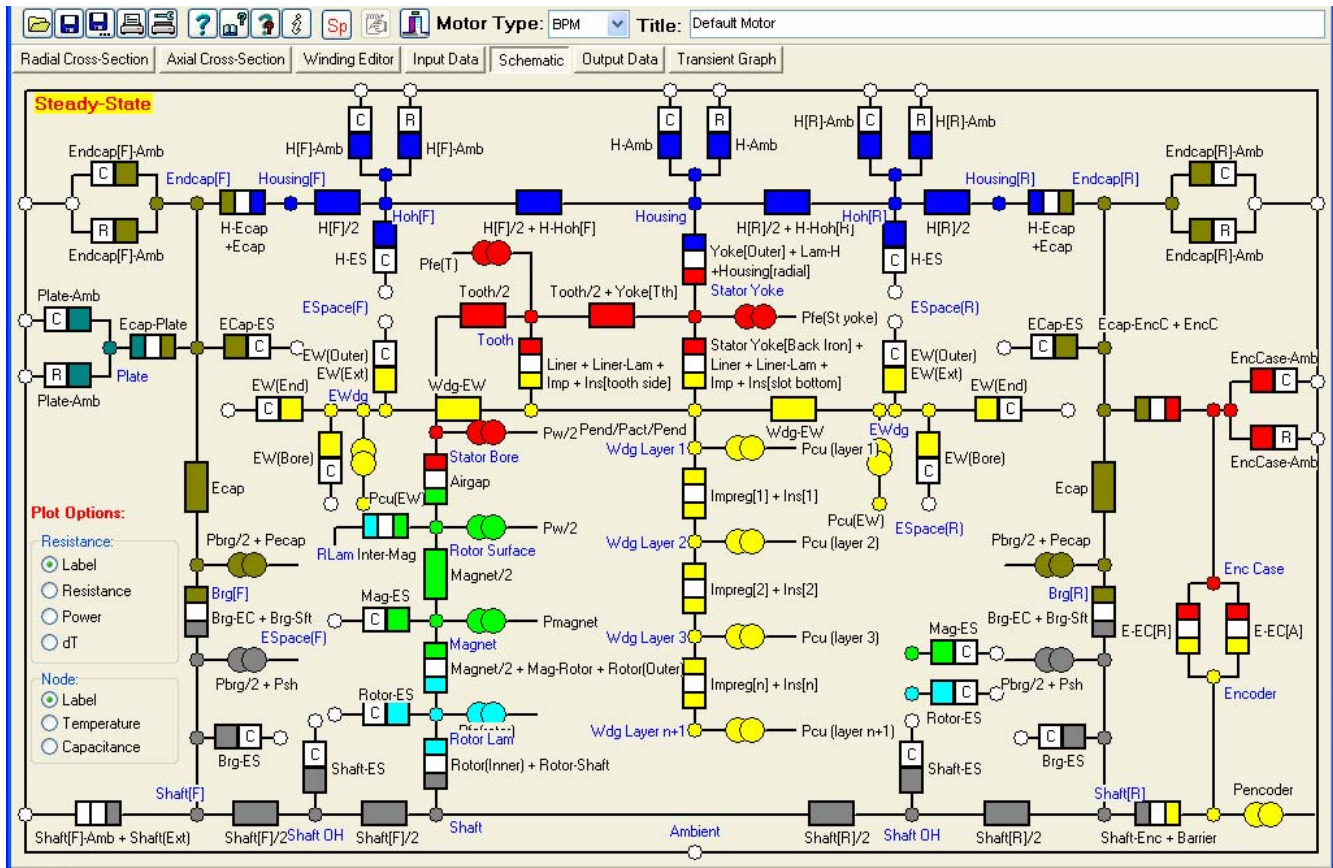 Sp Motor Type: BPM Title: Default Motor
Radial Cross-Section Axial Cross-Section Winding Editor Input Data Schematic Output Data Transient Graph
Steady-State
C R C R C R
H[F]-Amb H[F]-Amb H-Amb H-Amb H[R]-Amb H[R]-Amb
Endcap[F]-Amb Endcap[R]-Amb
C C
Endcap[F] Housing[F] Housing[R] Endcap[R]
Hoh[F] Housing Hoh[R]
R R
H-Ecap H[F]/2 H[F]/2 + H-Hoh[F] H[R]/2 + H-Hoh[R] H[R]/2 H-Ecap
+Ecap +Ecap
Endcap[F]-Amb Endcap[R]-Amb
H-ES C Yoke[Outer] + Lam-H C H-ES
+Housing[radial]
Pfe(T)
Plate-Amb Tooth/2 Tooth/2 + Yoke[Tth] Stator Yoke
ESpace(F) ESpace(R)
C Ecap-Plate ECap-ES Pfe(St yoke) ECap-ES Ecap-EncC + EncC
C Tooth C
R Plate EW(Outer) C Liner + Liner-Lam + Stator Yoke[Back Iron] + C EW(Outer)
EW(Ext) Imp + Ins[tooth side] Liner + Liner-Lam + EW(Ext)
Imp + Ins[slot bottom]
Plate-Amb EncCase-Amb
EW(End) EWdg Wdg-EW EW(End) C
C C
Wdg-EW EWdg
Pw/2 Pend/Pact/Pend R
EW(Bore) C Stator Bore Wdg Layer 1 Pcu (layer 1) C EW(Bore) EncCase-Amb
Airgap
Ecap Impreg[1] + Ins[1] Ecap
Pcu(EW) Pcu(EW)
Plot Options: ESpace(R)
Resistance: Pbrg/2 + Pecap RLam Inter-Mag Pw/2 Wdg Layer 2 Pcu (layer 2) Pbrg/2 + Pecap
Rotor Surface
Label Magnet/2 Enc Case
Resistance Brg[F] Mag-ES Impreg[2] + Ins[2] Brg[R]
Power Brg-EC + Brg-Sft C Pmagnet Brg-EC + Brg-Sft E-EC[R] E-EC[A]
dT ESpace(F) Magnet Wdg Layer 3 Pcu (layer 3) Mag-ES C
Node: Pbrg/2 + Psh Magnet/2 + Mag-Rotor + Rotor(Outer) Pbrg/2 + Psh
Label Rotor-ES Impreg[n] + Ins[n] C Encoder
Temperature C Rotor-ES
Capacitance C Rotor Lam Wdg Layer n+1 Pcu (layer n+1) C
Brg-ES C Rotor(Inner) + Rotor-Shaft C Brg-ES
Shaft-ES Shaft-ES
Shaft[F] Shaft[R] Pencoder
Shaft[F]-Amb + Shaft(Ext) Shaft[F]/2 Shaft OH Shaft[F]/2 Shaft Ambient Shaft[R]/2 Shaft OH Shaft[R]/2 Shaft-Enc + Barrier